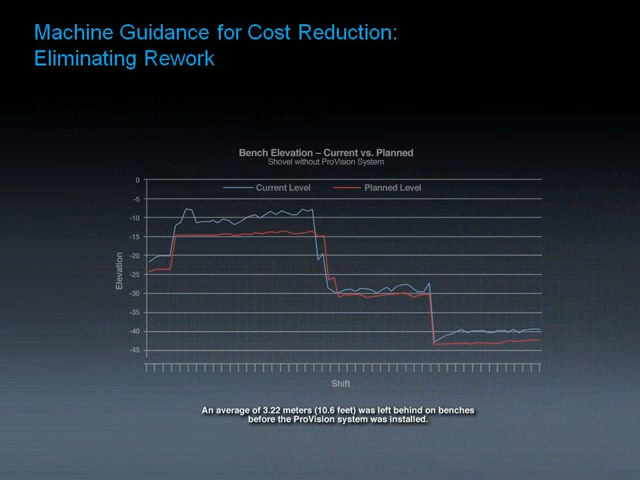 Machine Guidance for Cost Reduction:
Eliminating Rework
Bench Elevation – Current vs. Planned
Shovel without ProVision System
Current Level
Planned Level
0
-5
-10
-15
-20
-25
-30
-35
-40
-45
Elevation
Shift
An average of 3.22 meters (10.6 feet) was left behind on benches
before the ProVision system was installed.